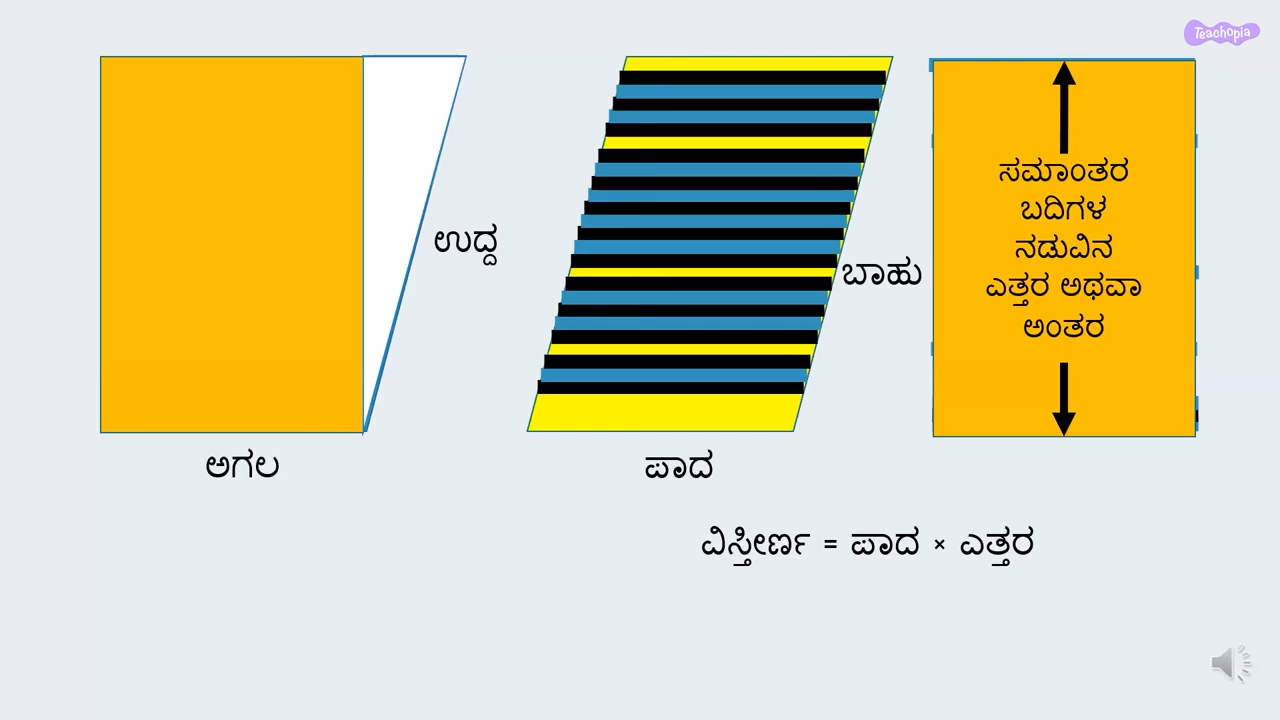 Teachopia
ಉದ್ದ
ಅಗಲ
ಬಾಹು
ಪಾದ
ಸಮಾಂತರ
ಬದಿಗಳ
ನಡುವಿನ
ಎತ್ತರ ಅಥವಾ
ಅಂತರ
ವಿಸ್ತೀರ್ಣ = ಪಾದ × ಎತ್ತರ